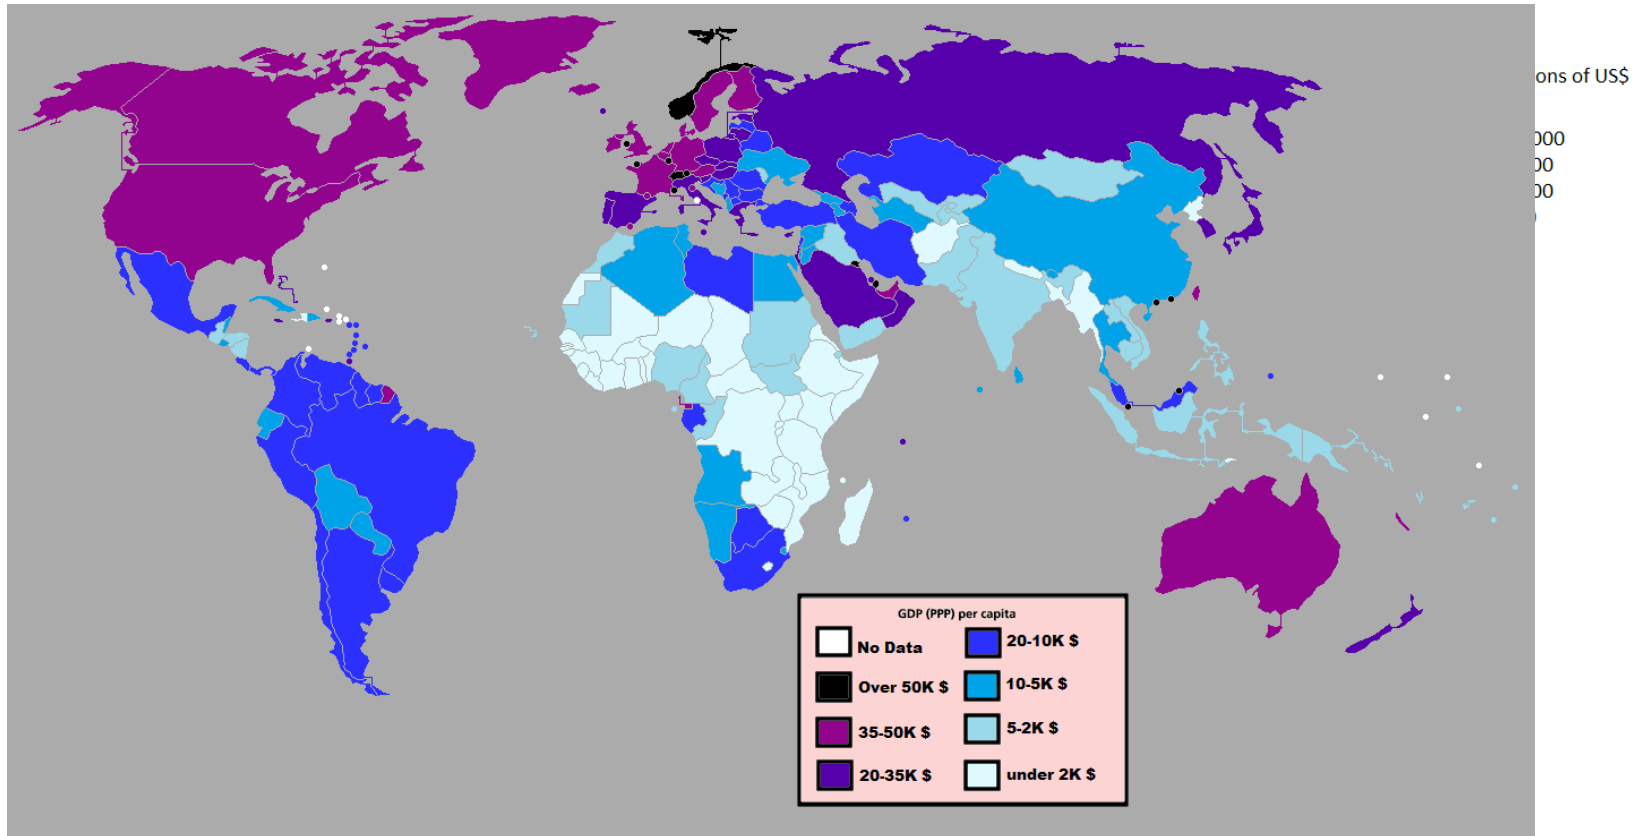 ons of US$
000
00
00
GDP (PPP) per capita
No Data
Over 50K $
35-50K $
20-35K $
20-10K $
10-5K $
5-2K $
under 2K $